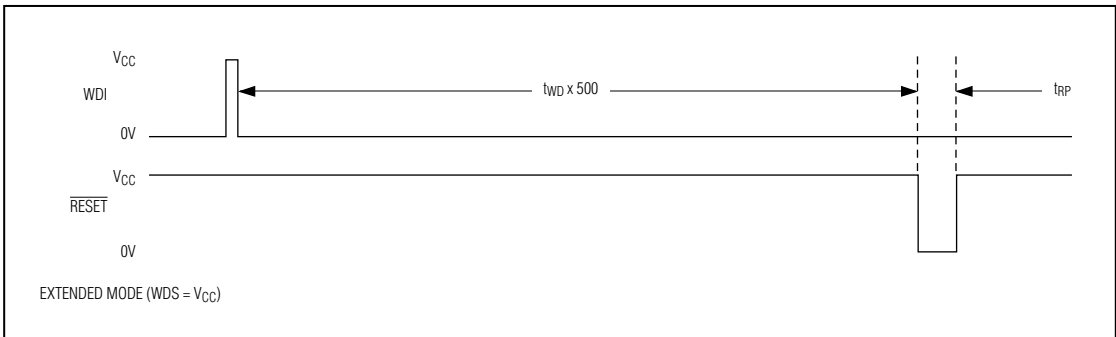 VCC
WDI
tWD x 500
tRP
0V
VCC
RESET
0V
EXTENDED MODE (WDS = VCC)